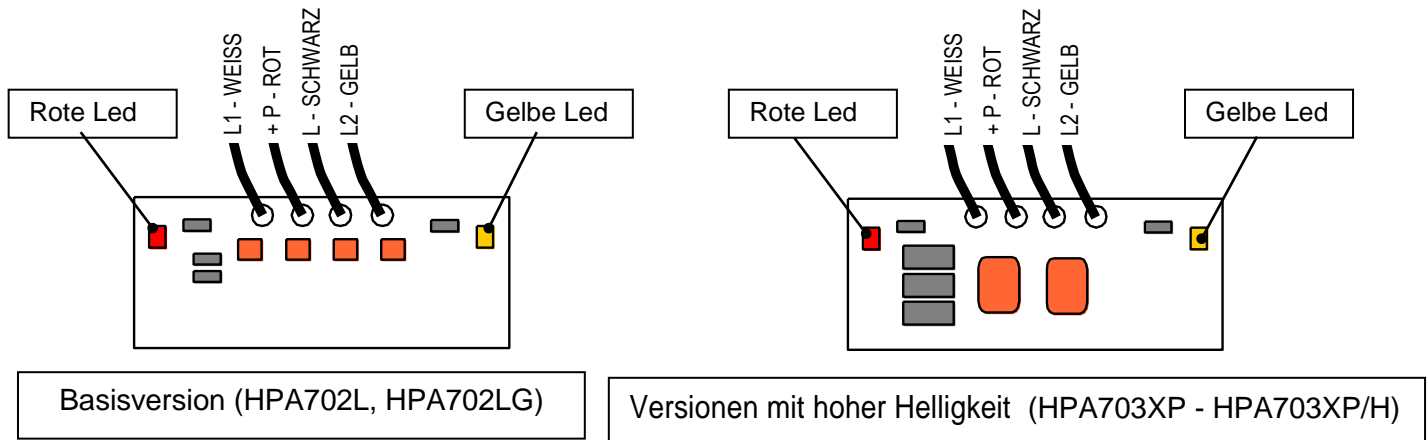 L1 - WEISS
+ P - ROT
L - SCHWARZ
L2 - GELB
Rote Led
Gelbe Led
Basisversion (HPA702L, HPA702LG)
L1 - WEISS
+ P - ROT
L - SCHWARZ
L2 - GELB
Rote Led
Gelbe Led
Versionen mit hoher Helligkeit (HPA703XP - HPA703XP/H)